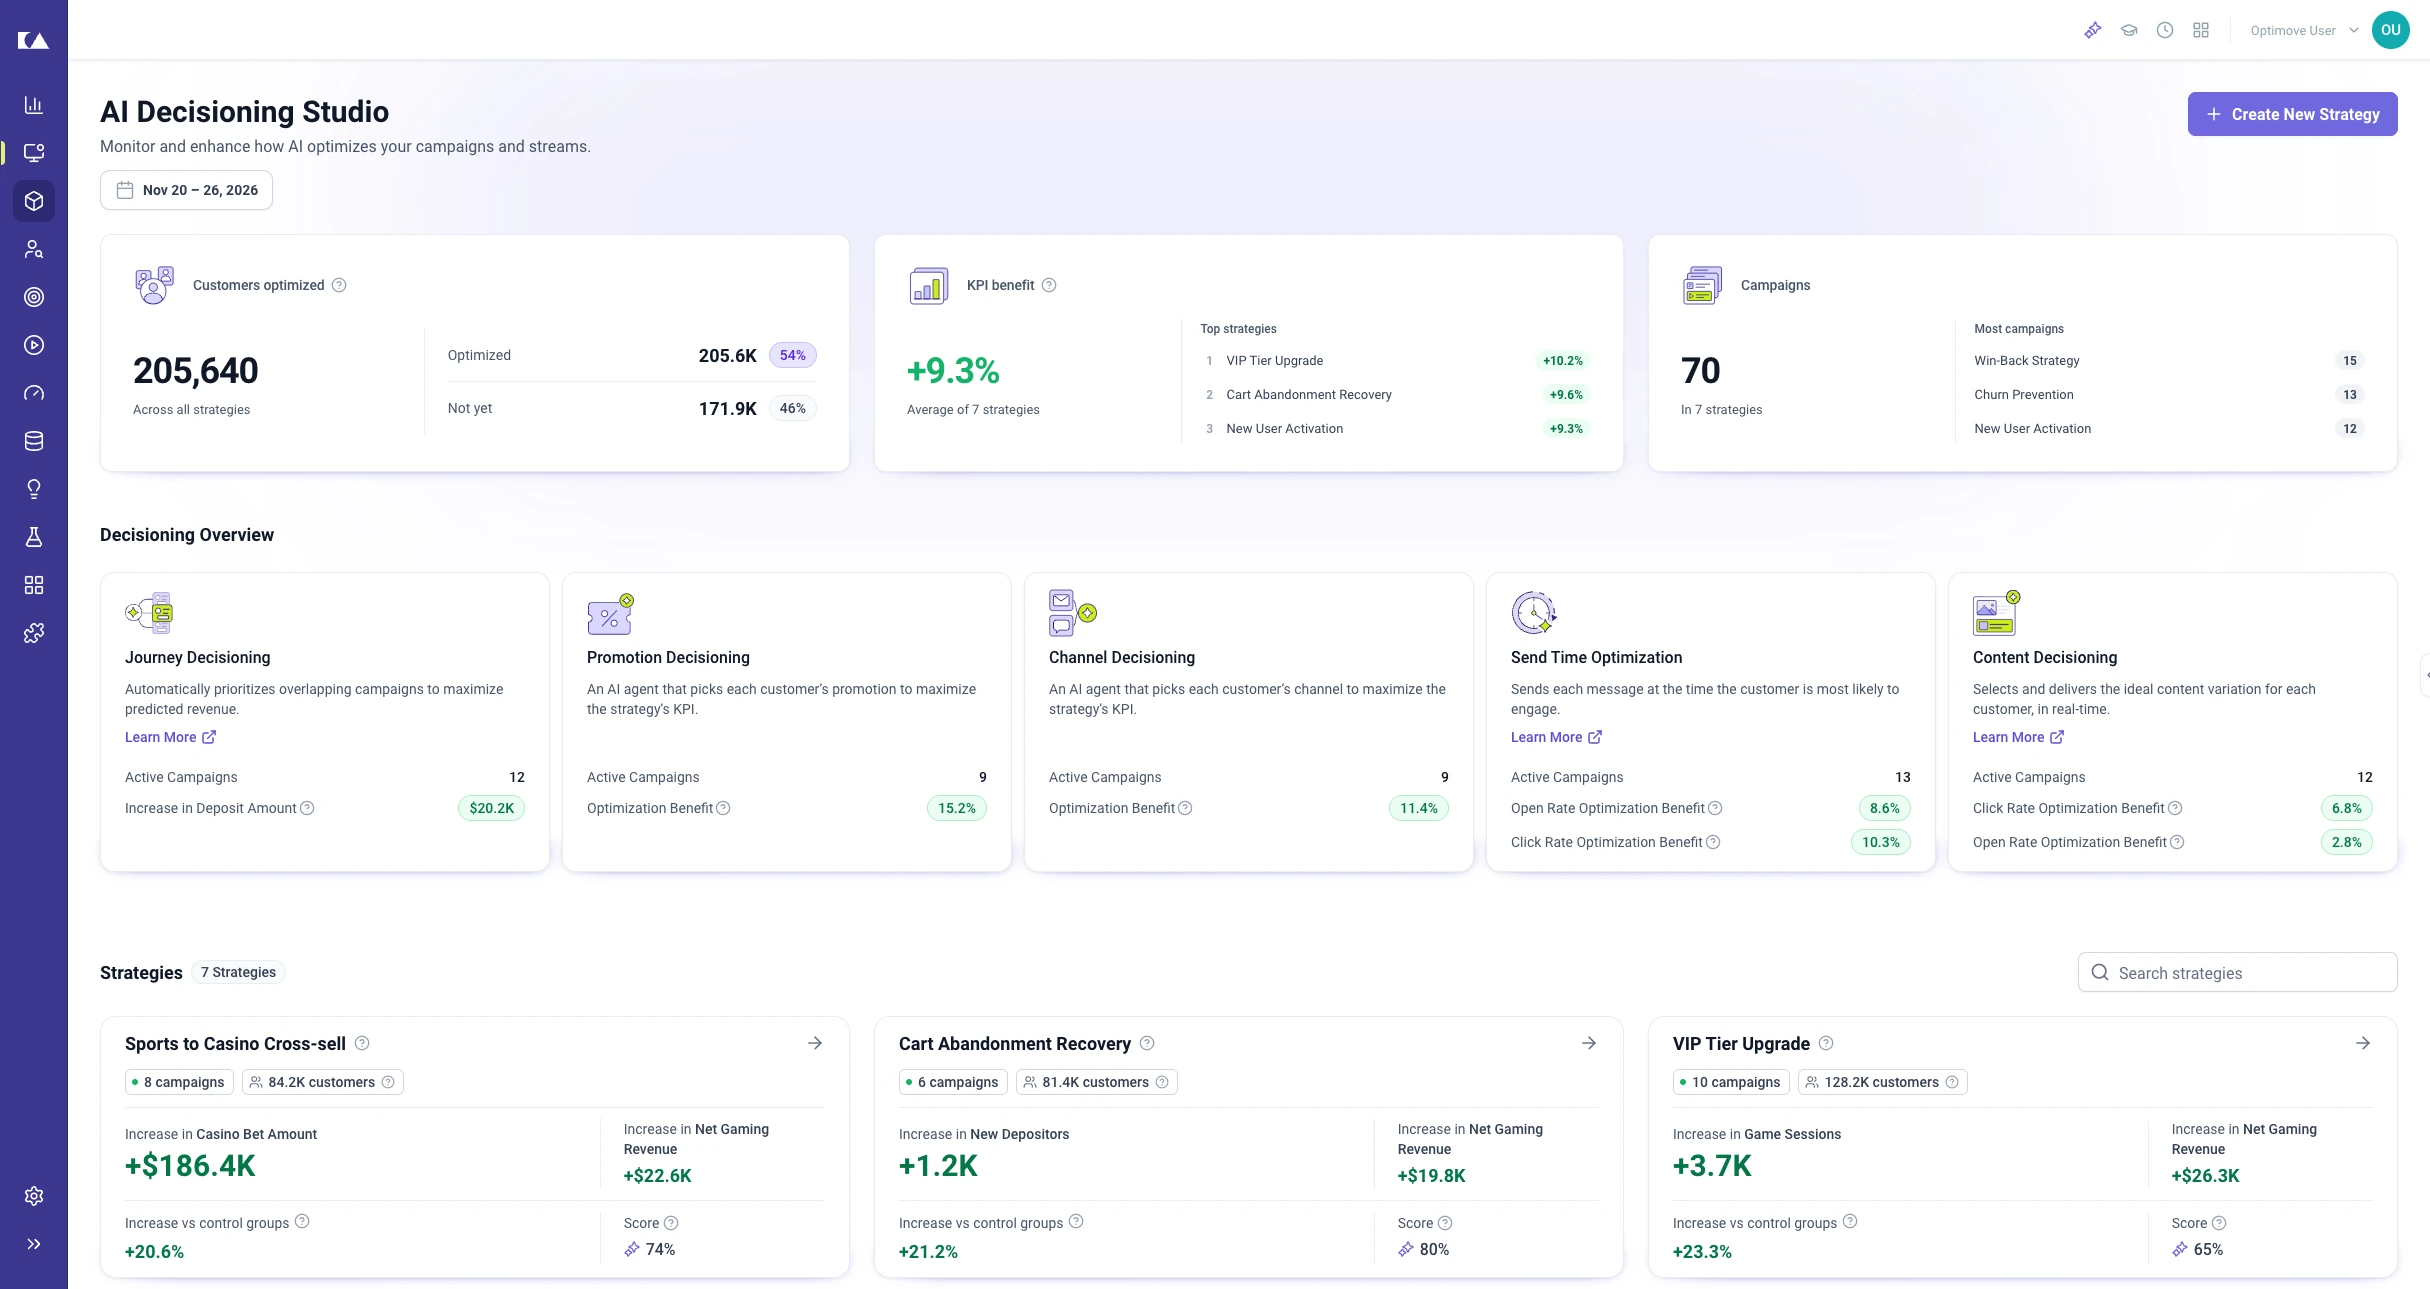 Optimove User
OU
AI Decisioning Studio
Monitor and enhance how AI optimizes your campaigns and streams.
Create New Strategy
Nov 20 – 26, 2026
Customers optimized
205,640
Across all strategies
Optimized 205.6K 54%
Not yet 171.9K 46%
KPI benefit
+9.3%
Average of 7 strategies
Top strategies
1 VIP Tier Upgrade +10.2%
2 Cart Abandonment Recovery +9.6%
3 New User Activation +9.3%
Campaigns
70
In 7 strategies
Most campaigns
Win-Back Strategy 15
Churn Prevention 13
New User Activation 12
Decisioning Overview
Journey Decisioning
Automatically prioritizes overlapping campaigns to maximize
predicted revenue.
Learn More
Active Campaigns 12
Increase in Deposit Amount $20.2K
Promotion Decisioning
An AI agent that picks each customer’s promotion to maximize
the strategy’s KPI.
Active Campaigns 9
Optimization Benefit 15.2%
Channel Decisioning
An AI agent that picks each customer’s channel to maximize the
strategy’s KPI.
Active Campaigns 9
Optimization Benefit 11.4%
Send Time Optimization
Sends each message at the time the customer is most likely to
engage.
Learn More
Active Campaigns 13
Open Rate Optimization Benefit 8.6%
Click Rate Optimization Benefit 10.3%
Content Decisioning
Selects and delivers the ideal content variation for each
customer, in real-time.
Learn More
Active Campaigns 12
Click Rate Optimization Benefit 6.8%
Open Rate Optimization Benefit 2.8%
Strategies 7 Strategies
Search strategies
Sports to Casino Cross-sell
8 campaigns 84.2K customers
Increase in Casino Bet Amount
+$186.4K
Increase in Net Gaming
Revenue
+$22.6K
Increase vs control groups
+20.6%
Score
74%
Cart Abandonment Recovery
6 campaigns 81.4K customers
Increase in New Depositors
+1.2K
Increase in Net Gaming
Revenue
+$19.8K
Increase vs control groups
+21.2%
Score
80%
VIP Tier Upgrade
10 campaigns 128.2K customers
Increase in Game Sessions
+3.7K
Increase in Net Gaming
Revenue
+$26.3K
Increase vs control groups
+23.3%
Score
65%